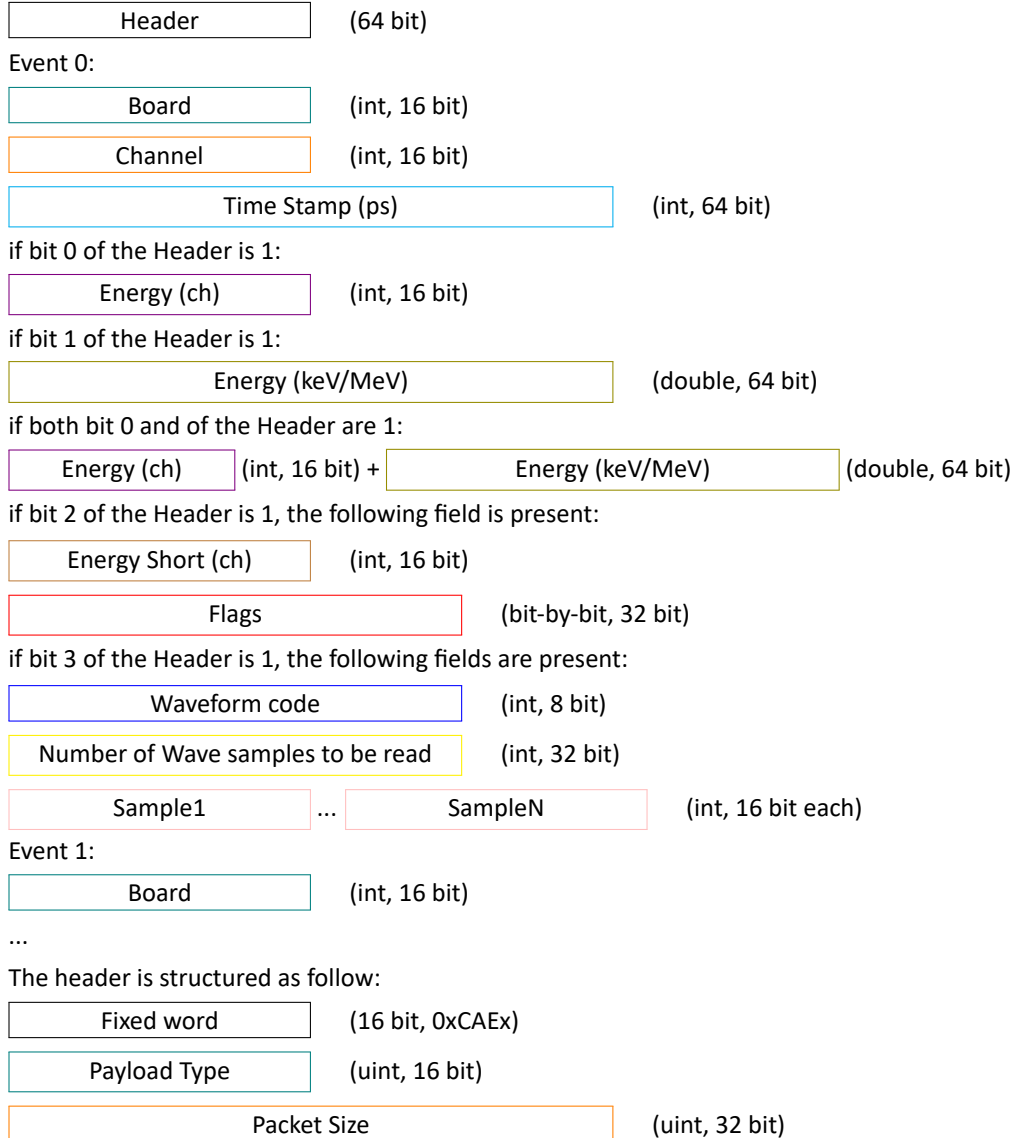 Header (64 bit)
Event 0:
Board (int, 16 bit)
Channel (int, 16 bit)
Time Stamp (ps) (int, 64 bit)
if bit 0 of the Header is 1:
Energy (ch) (int, 16 bit)
if bit 1 of the Header is 1:
Energy (keV/MeV) (double, 64 bit)
if both bit 0 and of the Header are 1:
Energy (ch) (int, 16 bit) + Energy (keV/MeV) (double, 64 bit)
if bit 2 of the Header is 1, the following field is present:
Energy Short (ch) (int, 16 bit)
Flags (bit-by-bit, 32 bit)
if bit 3 of the Header is 1, the following fields are present:
Waveform code (int, 8 bit)
Number of Wave samples to be read (int, 32 bit)
Sample1 ... SampleN (int, 16 bit each)
Event 1:
Board (int, 16 bit)
...
The header is structured as follow:
Fixed word (16 bit, 0xCAEx)
Payload Type (uint, 16 bit)
Packet Size (uint, 32 bit)